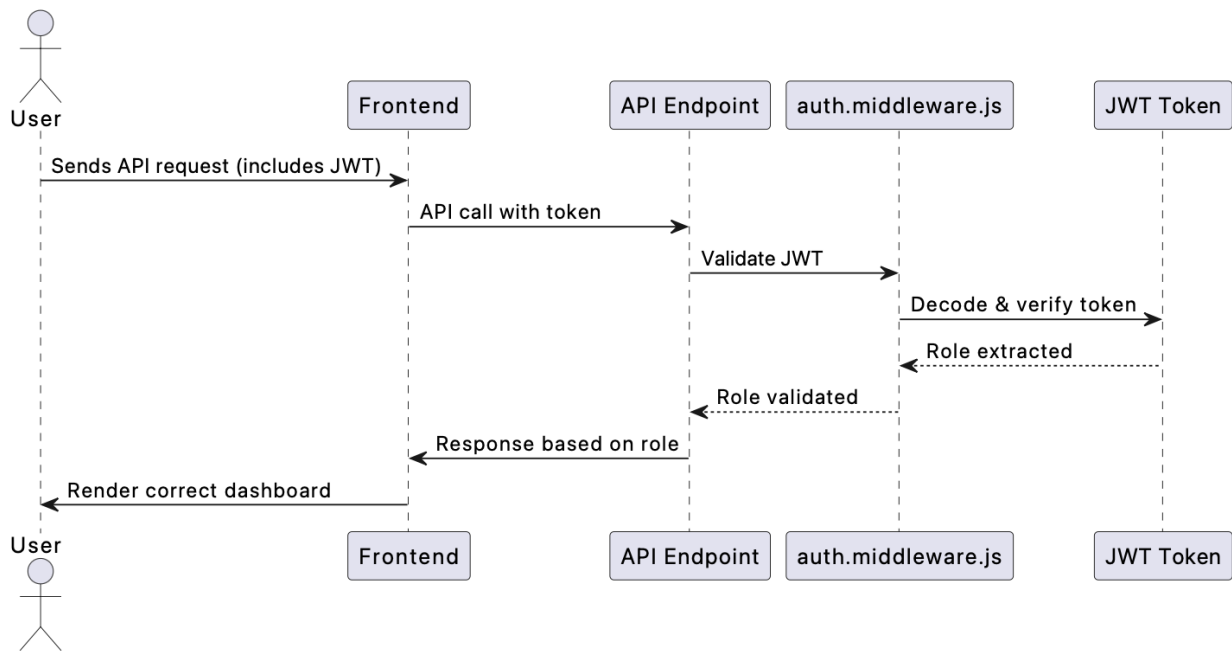 User
Frontend
API Endpoint
auth.middleware.js
JWT Token
Sends API request (includes JWT)
API call with token
Validate JWT
Decode & verify token
Role extracted
Role validated
Response based on role
Render correct dashboard
User
Frontend
API Endpoint
auth.middleware.js
JWT Token